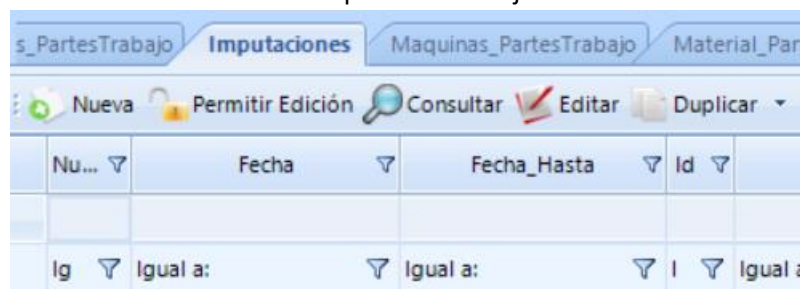 s_PartesTrabajo Imputaciones Maquinas_PartesTrabajo Material_Par
Nueva Permitir Edición Consultar Editar Duplicar
Nu... Fecha Fecha_Hasta Id
Ig Igual a: Igual a: I Igual a